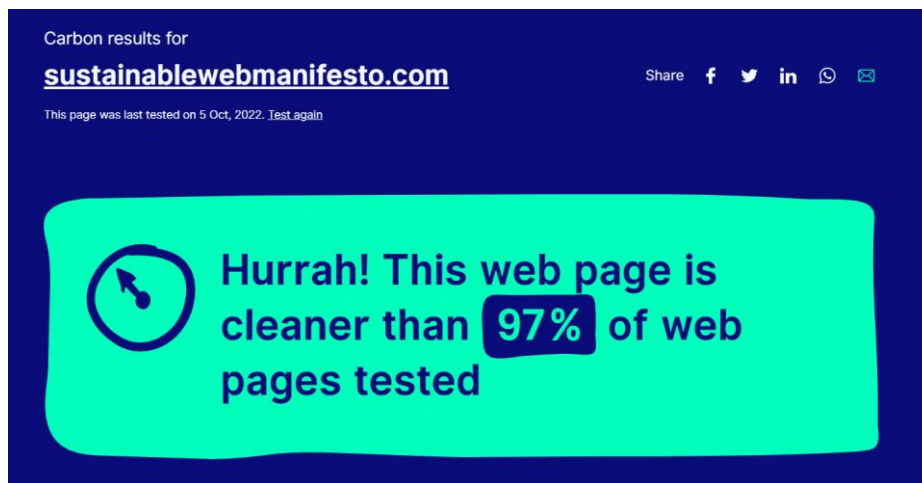 Carbon results for
sustainablewebmanifesto.com
Share
This page was last tested on 5 Oct, 2022. Test again
Hurrah! This web page is
cleaner than 97% of web
pages tested